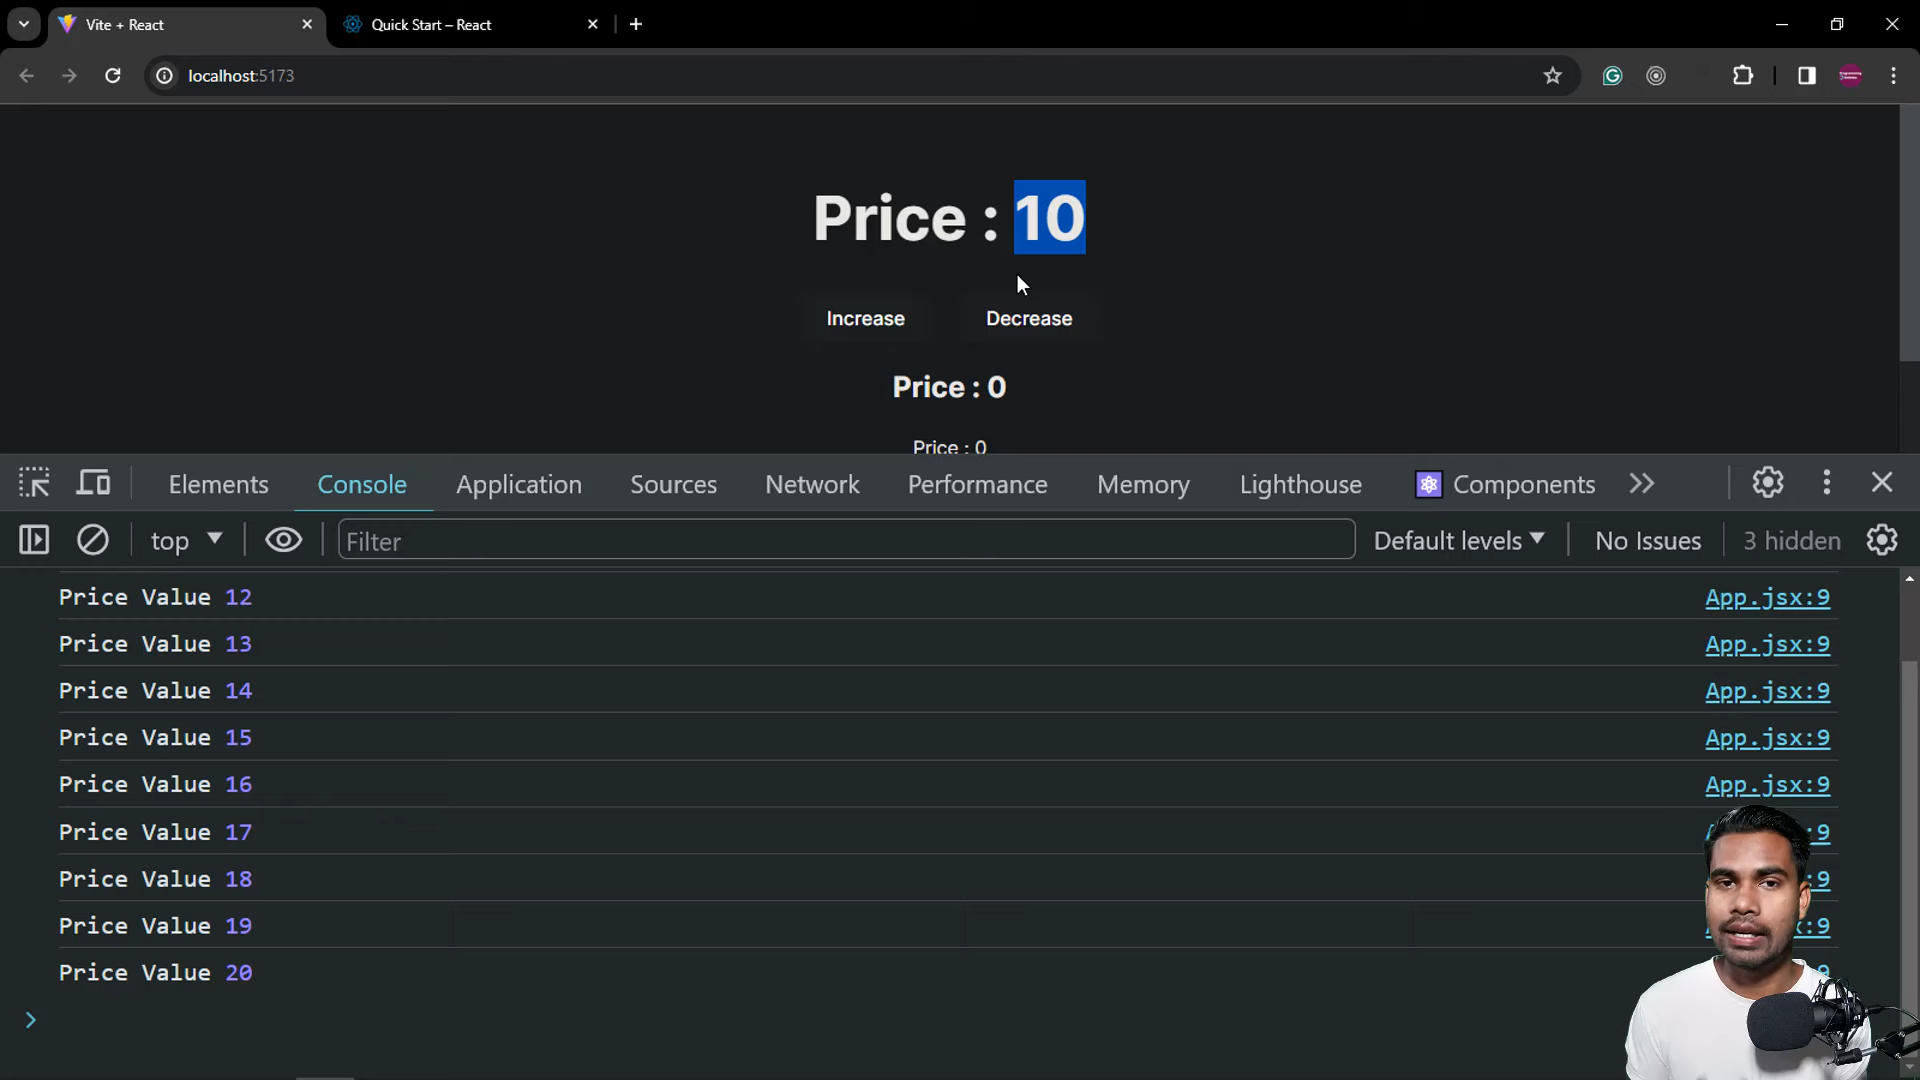 Vite + React
Quick Start – React
localhost:5173
Price : 10
Increase Decrease
Price : 0
Price : 0
Elements Console Application Sources Network Performance Memory Lighthouse Components
top Filter Default levels No Issues 3 hidden
Price Value 12 App.jsx:9
Price Value 13 App.jsx:9
Price Value 14 App.jsx:9
Price Value 15 App.jsx:9
Price Value 16 App.jsx:9
Price Value 17 :9
Price Value 18 :9
Price Value 19 :9
Price Value 20